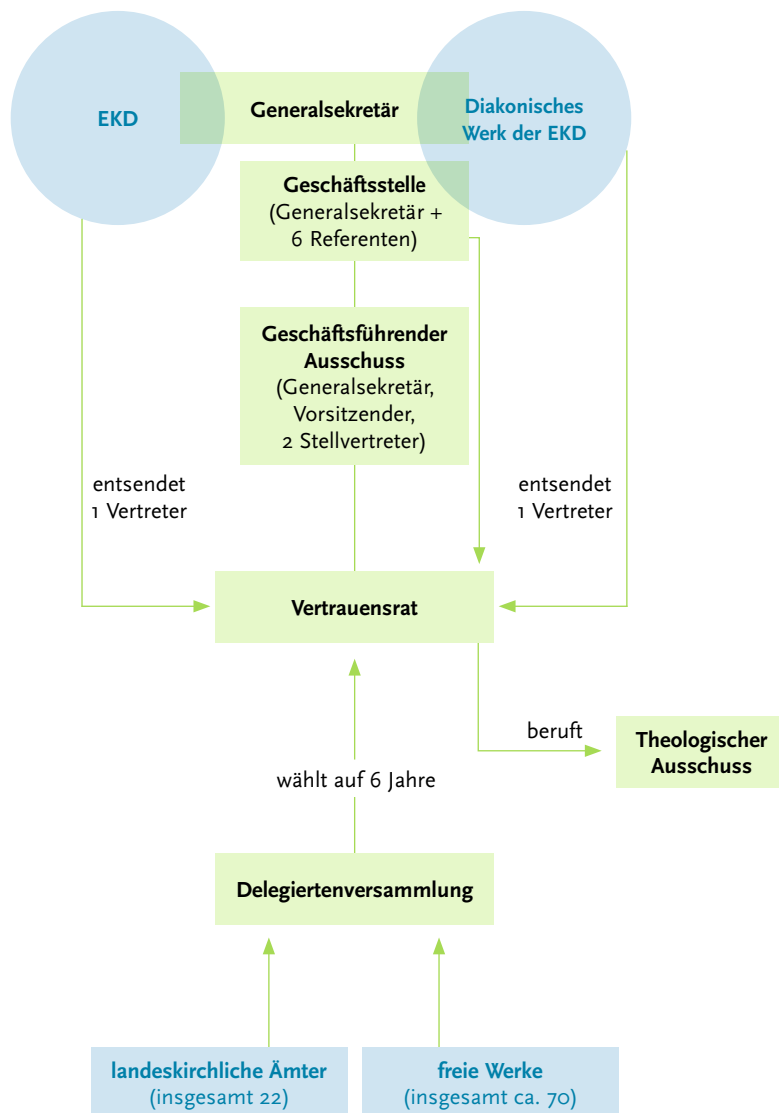 EKD
Generalsekretär
Diakonisches
Werk der EKD
Geschäftsstelle
(Generalsekretär +
6 Referenten)
Geschäftsführender
Ausschuss
(Generalsekretär,
Vorsitzender,
2 Stellvertreter)
entsendet
1 Vertreter
entsendet
1 Vertreter
Vertrauensrat
beruft
Theologischer
Ausschuss
wählt auf 6 Jahre
Delegiertenversammlung
landeskirchliche Ämter
(insgesamt 22)
freie Werke
(insgesamt ca. 70)